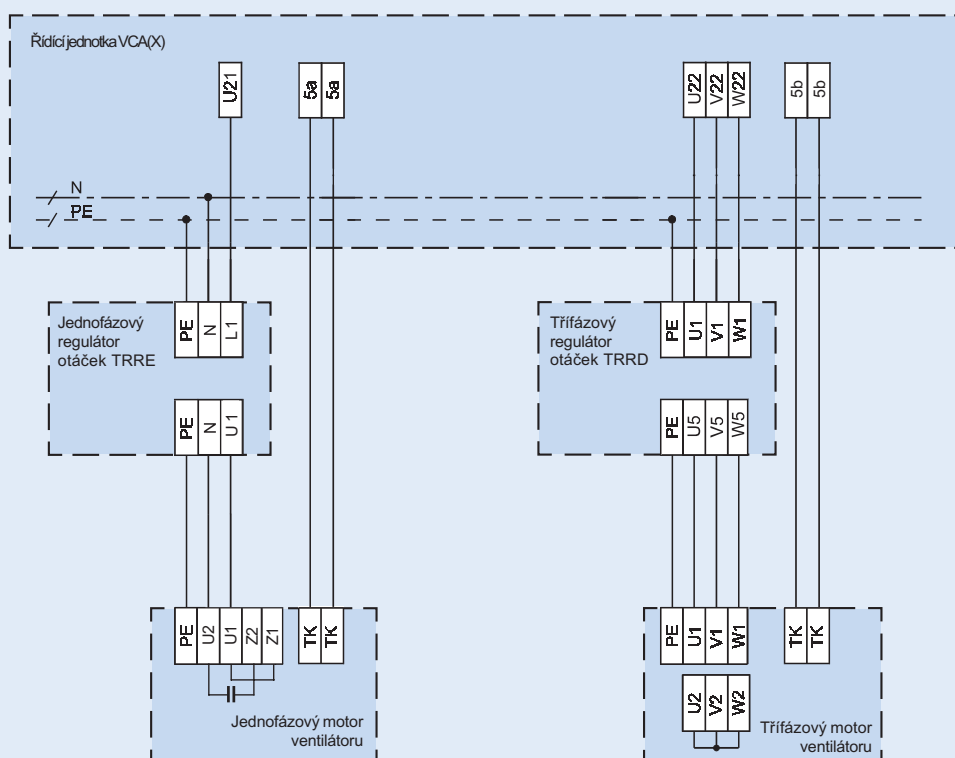 Řídící jednotka VCA(X)
U21
5a
5a
U22
V22
W22
5b
5b
N
PE
Jednofázový
regulátor
otáček TRRE
PE
N
L1
PE
N
U1
Třífázový
regulátor
otáček TRRD
PE
U1
V1
W1
PE
U5
V5
W5
PE
U2
U1
Z2
Z1
TK
TK
Jednofázový motor
ventilátoru
PE
U1
V1
W1
TK
TK
U2
V2
W2
Třífázový motor
ventilátoru